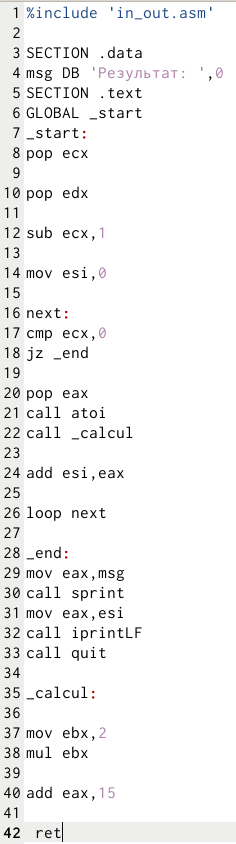 1 %include 'in_out.asm'
2
3 SECTION .data
4 msg DB 'Результат: ',0
5 SECTION .text
6 GLOBAL _start
7 _start:
8 pop ecx
9
10 pop edx
11
12 sub ecx,1
13
14 mov esi,0
15
16 next:
17 cmp ecx,0
18 jz _end
19
20 pop eax
21 call atoi
22 call _calcul
23
24 add esi,eax
25
26 loop next
27
28 _end:
29 mov eax,msg
30 call sprint
31 mov eax,esi
32 call iprintLF
33 call quit
34
35 _calcul:
36
37 mov ebx,2
38 mul ebx
39
40 add eax,15
41
42 ret